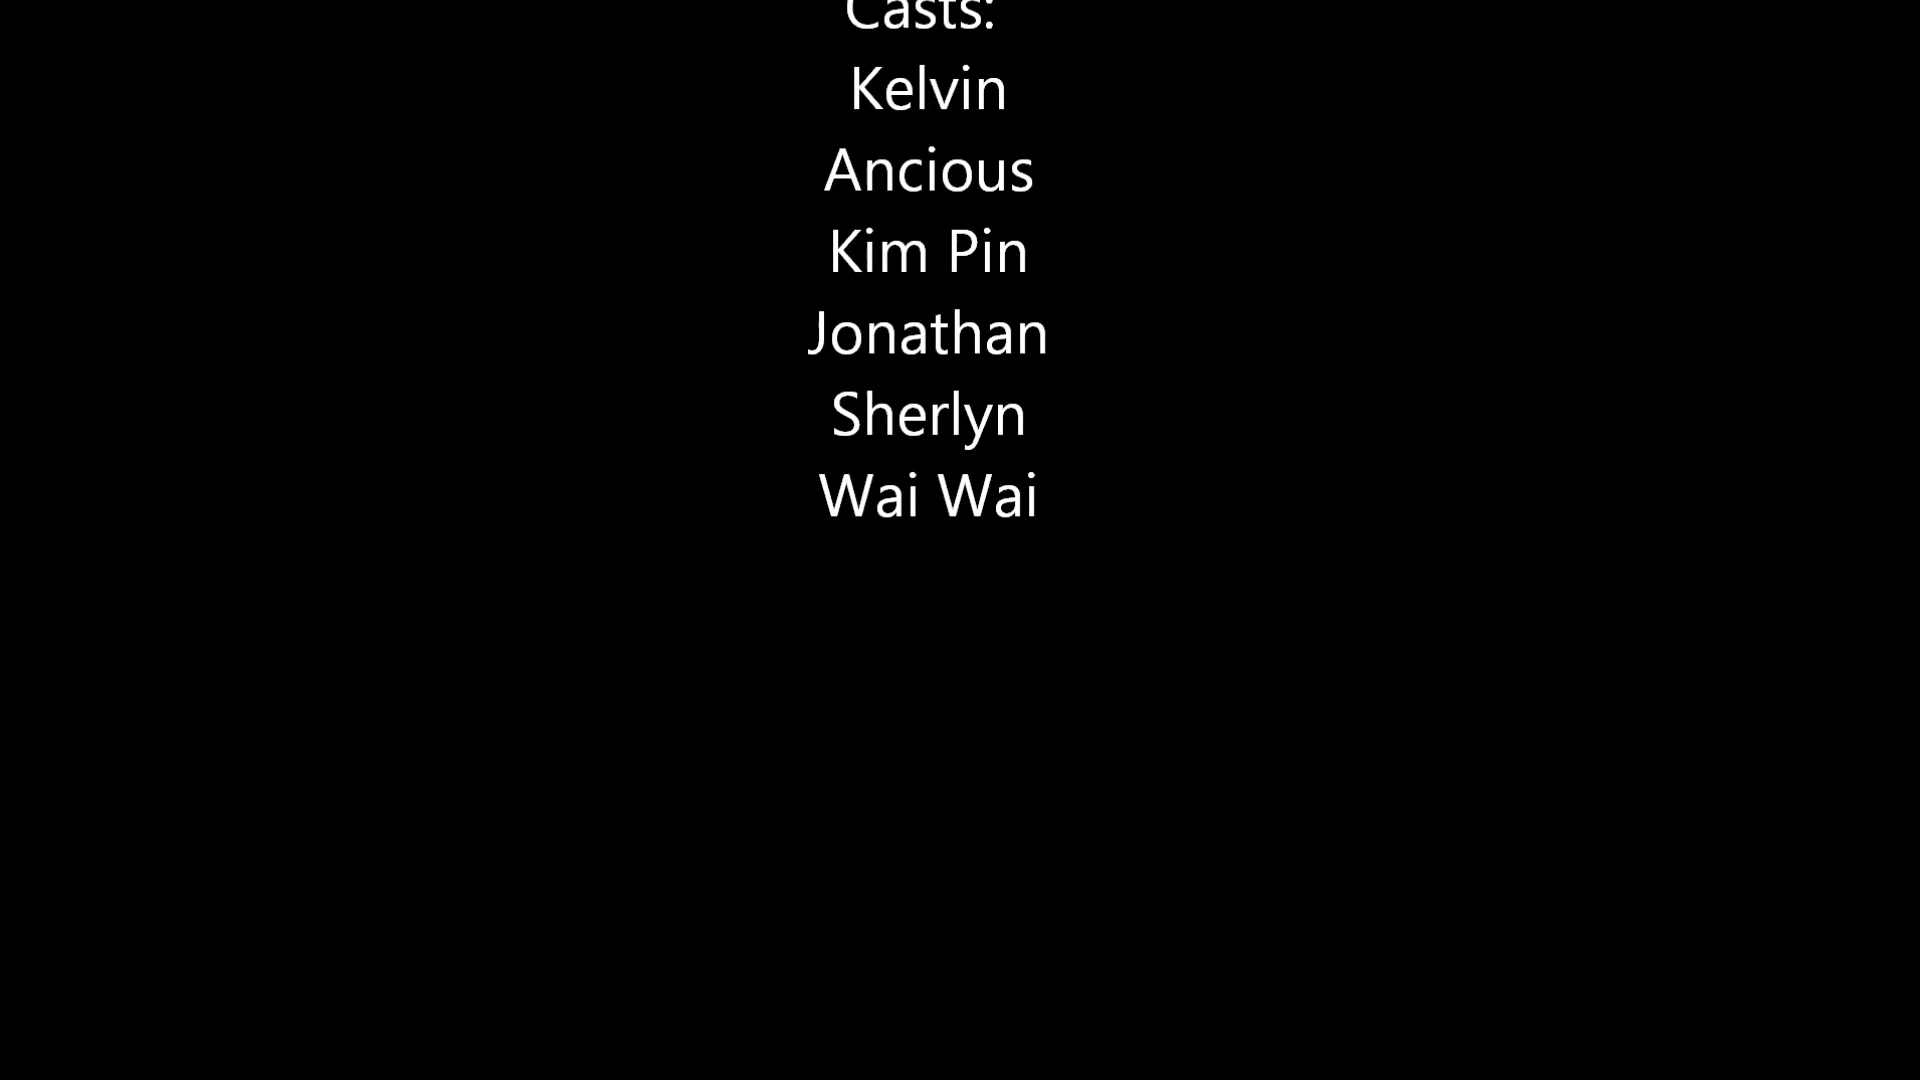 Casts:
Kelvin
Ancious
Kim Pin
Jonathan
Sherlyn
Wai Wai